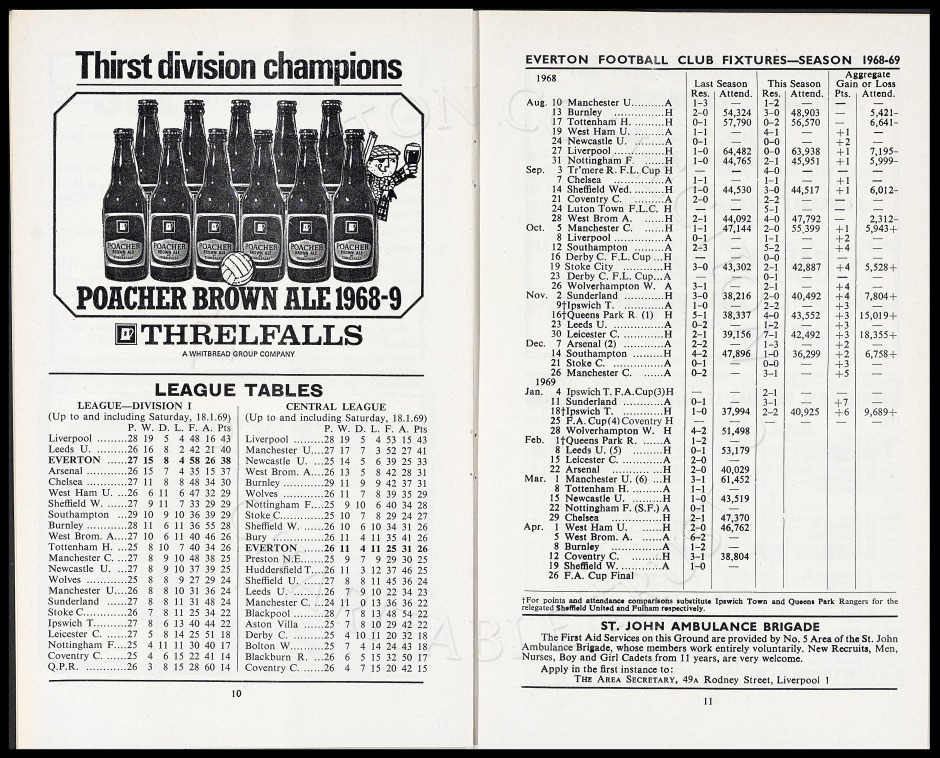 Thirst division champions
POACHER BROWN ALE
POACHER BROWN ALE
POACHER BROWN ALE
POACHER BROWN ALE
POACHER BROWN ALE
POACHER BROWN ALE
POACHER BROWN ALE 1968-9
THRELFALLS
A WHITBREAD GROUP COMPANY
LEAGUE TABLES
LEAGUE—DIVISION I
(Up to and including Saturday, 18.1.69)
P. W. D. L. F. A. Pts
Liverpool ..........28 19 5 4 48 16 43
Leeds U. ...........26 16 8 2 42 21 40
EVERTON .....27 15 8 4 58 26 38
Arsenal .............26 15 7 4 35 15 37
Chelsea .............27 11 8 8 48 34 30
West Ham U. ...26 6 11 6 47 32 29
Sheffield W. ......27 9 11 7 33 29 29
Southampton ...29 10 9 10 36 39 29
Burnley ............28 11 6 11 36 55 28
West Brom. A....27 10 6 11 40 46 26
Tottenham H. ...25 8 10 7 40 34 26
Manchester C. ...27 8 9 10 48 38 25
Newcastle U. ...27 8 9 10 37 39 25
Wolves ............25 8 8 9 27 29 24
Manchester U....26 8 8 10 31 36 24
Sunderland ......27 8 8 11 31 48 24
Stoke C.............26 7 8 11 25 34 22
Ipswich T..........27 8 6 13 40 44 22
Leicester C. ......27 5 8 14 25 51 18
Nottingham F....25 4 11 11 30 40 17
Coventry C. ......25 4 6 15 22 41 14
Q.P.R. ..............26 3 8 15 28 60 14
CENTRAL LEAGUE
(Up to and including Saturday, 18.1.69)
P. W. D. L. F. A. Pts
Liverpool ..........28 19 5 4 53 15 43
Manchester U....27 17 7 3 52 27 41
Newcastle U. ...25 14 5 6 39 25 33
West Brom. A...26 13 5 8 42 28 31
Burnley ............29 11 9 9 42 37 31
Wolves ............26 11 7 8 39 35 29
Nottingham F....25 9 10 6 40 34 28
Stoke C.............25 10 7 8 29 24 27
Sheffield W. ......26 10 6 10 34 31 26
Bury .................26 11 4 11 35 41 26
EVERTON .......26 11 4 11 25 31 26
Preston N.E. .....25 9 7 9 29 30 25
Huddersfield T....26 11 3 12 37 46 25
Sheffield U. ......27 8 8 11 45 36 24
Leeds U. ...........26 7 9 10 22 34 23
Manchester C. ...24 11 0 13 36 36 22
Blackpool .........28 7 8 13 48 54 22
Aston Villa .......25 7 8 10 29 42 22
Derby C. ...........25 4 10 11 20 32 18
Bolton W...........25 7 4 14 24 43 18
Blackburn R. ....26 6 5 15 32 50 17
Coventry C. ......26 4 7 15 20 42 15
10
EVERTON FOOTBALL CLUB FIXTURES—SEASON 1968-69
1968 Last Season This Season Aggregate Gain or Loss
Res. Attend. Res. Attend. Pts. Attend.
Aug. 10 Manchester U..........A 1-3 — 1-2 — — —
13 Burnley ................H 2-0 54,324 3-0 48,903 — 5,421-
17 Tottenham H. ........H 0-1 57,790 0-2 56,570 — 6,641-
19 West Ham U. .........A 1-1 — 4-1 — +1 —
24 Newcastle U. .........A 0-1 — 0-0 — +2 —
27 Liverpool ..............H 1-0 64,482 0-0 63,938 +1 7,195-
31 Nottingham F. .......H 1-0 44,765 2-1 45,951 +1 5,999-
Sep. 3 Tr'mere R. F.L. Cup H — — 4-0 — — —
7 Chelsea ................A 1-1 — 1-1 — +1 —
14 Sheffield Wed. ........H 1-0 44,530 3-0 44,517 +1 6,012-
21 Coventry C. ...........A 2-0 — 2-2 — — —
24 Luton Town F.L.C. H — — 5-1 — — —
28 West Brom A. .......H 2-1 44,092 4-0 47,792 — 2,312-
Oct. 5 Manchester C. .......H 1-1 47,144 2-0 55,399 +1 5,943+
8 Liverpool ..............A 0-1 — 1-1 — +2 —
12 Southampton .........A 2-3 — 5-2 — +4 —
16 Derby C. F.L. Cup ...H — — 0-0 — — —
19 Stoke City .............H 3-0 43,302 2-1 42,887 +4 5,528+
23 Derby C. F.L. Cup...A — — 0-1 — — —
26 Wolverhampton W. A 3-1 — 2-1 — +4 —
Nov. 2 Sunderland ............H 3-0 38,216 2-0 40,492 +4 7,804+
9†Ipswich T. .............A 1-0 — 2-2 — +3 —
16†Queens Park R. (1) H 5-1 38,337 4-0 43,552 +3 15,019+
23 Leeds U. ...............A 0-2 — 1-2 — +3 —
30 Leicester C. ...........H 2-1 39,156 7-1 42,492 +3 18,355+
Dec. 7 Arsenal (2) ............A 2-2 — 1-3 — +2 —
14 Southampton .........H 4-2 47,896 1-0 36,299 +2 6,758+
21 Stoke C. ................A 0-1 — 0-0 — +3 —
26 Manchester C. ........A 0-2 — 3-1 — +5 —
1969
Jan. 4 Ipswich T. F.A.Cup(3)H — — 2-1 — — —
11 Sunderland ............A 0-1 — 3-1 — +7 —
18†Ipswich T. .............H 1-0 37,994 2-2 40,925 +6 9,689+
25 F.A. Cup(4)Coventry H — — — — — —
28 Wolverhampton W. H 4-2 51,498
Feb. 1†Queens Park R. ......A 1-2 —
8 Leeds U. (5) ...........H 0-1 53,179
15 Leicester C. ............A 2-0 —
22 Arsenal .................H 2-0 40,029
Mar. 1 Manchester U. (6) ...H 3-1 61,452
8 Tottenham H. .........A 1-1 —
15 Newcastle U. ..........H 1-0 43,519
22 Nottingham F. (S.F.) A 0-1 —
29 Chelsea .................H 2-1 47,370
Apr. 1 West Ham U. .........H 2-0 46,762
5 West Brom. A. .......A 6-2 —
8 Burnley .................A 1-2 —
12 Coventry C. ...........H 3-1 38,804
19 Sheffield W. ...........A 1-0 —
26 F.A. Cup Final
†For points and attendance comparisons substitute Ipswich Town and Queens Park Rangers for the
relegated Sheffield United and Fulham respectively.
ST. JOHN AMBULANCE BRIGADE
The First Aid Services on this Ground are provided by No. 5 Area of the St. John
Ambulance Brigade, whose members work entirely voluntarily. New Recruits, Men,
Nurses, Boy and Girl Cadets from 11 years, are very welcome.
Apply in the first instance to:
THE AREA SECRETARY, 49A Rodney Street, Liverpool 1
11